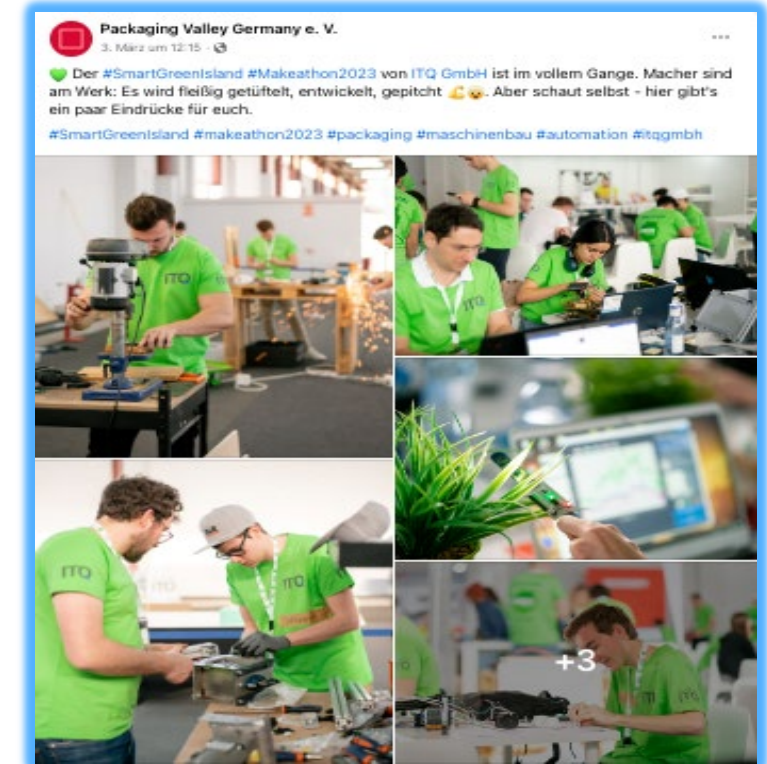 Packaging Valley Germany e. V.
3. März um 12:15 ·
💚 Der #SmartGreenIsland #Makeathon2023 von ITQ GmbH ist im vollem Gange. Macher sind
am Werk: Es wird fleißig getüftelt, entwickelt, gepitcht 💪😉. Aber schaut selbst - hier gibt's
ein paar Eindrücke für euch.
#SmartGreenIsland #makeathon2023 #packaging #maschinenbau #automation #itqgmbh
ITQ
ITQ
ITQ
ITQ
+3